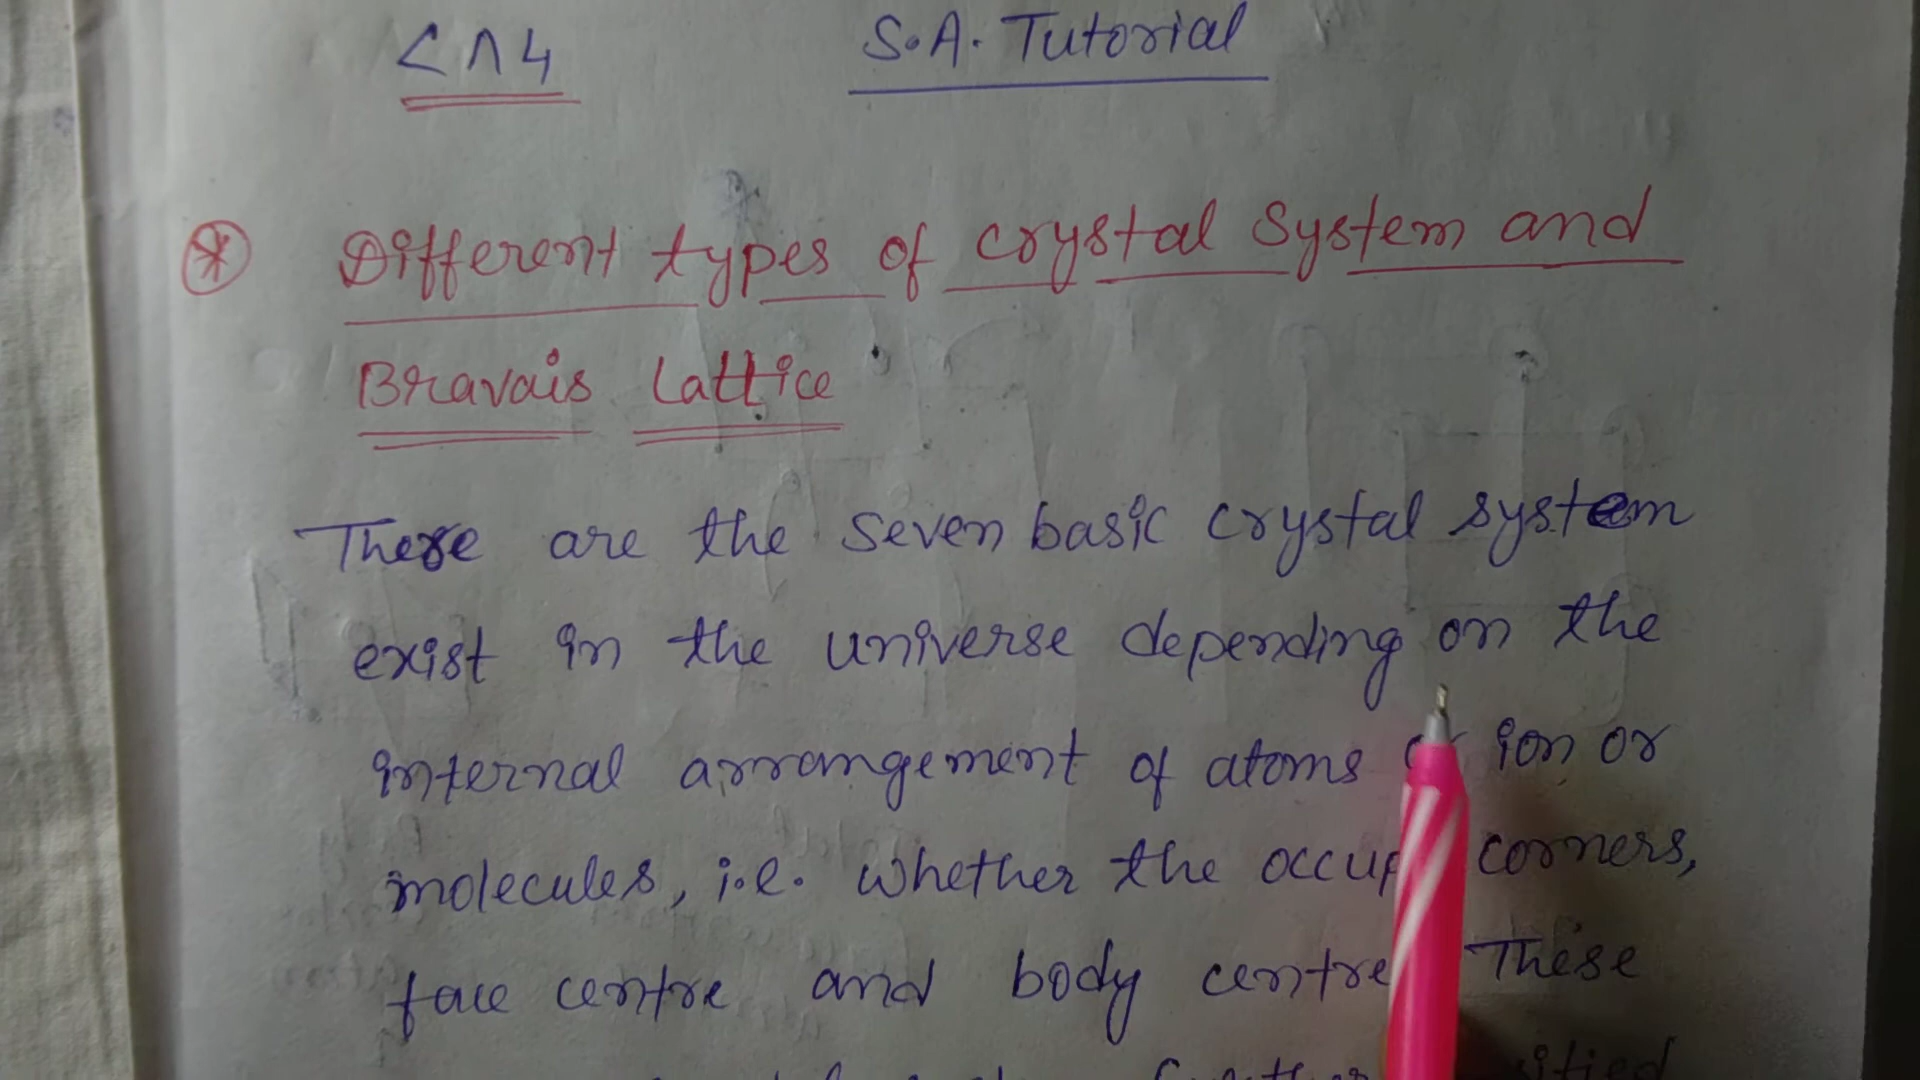 S.A. Tutorial
Different types of crystal system and
Bravais Lattice
There are the seven basic crystal system
exist in the universe depending on the
internal arrangement of atoms ion or
molecules, i.e. whether the corners,
face centre and body centre These